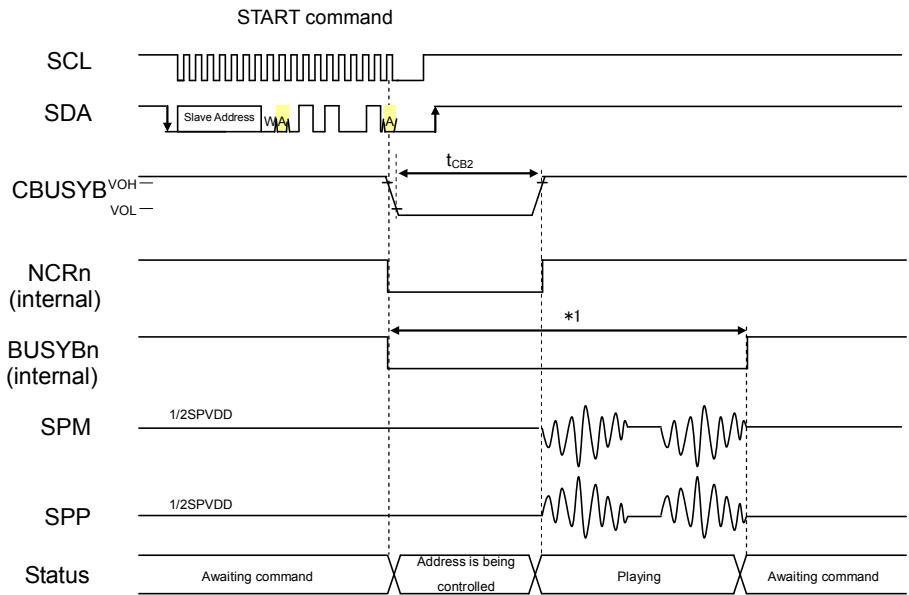 START command
SCL
SDA
Slave Address
W
A
A
CBUSYB
VOH
VOL
tCB2
NCRn
(internal)
*1
BUSYBn
(internal)
SPM
1/2SPVDD
SPP
1/2SPVDD
Status
Awaiting command
Address is being
controlled
Playing
Awaiting command